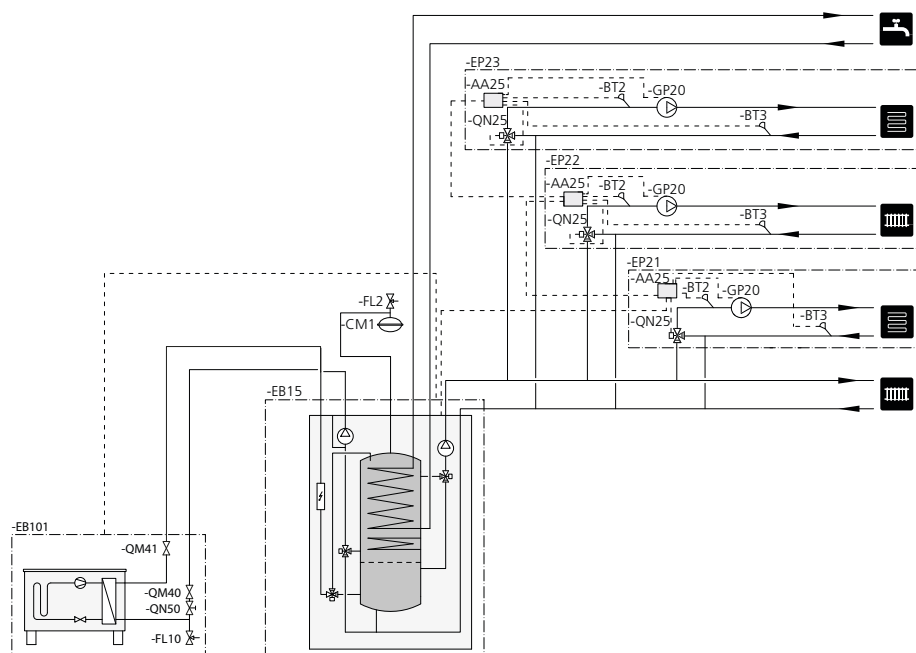 -EP23
-AA25
-BT2
-GP20
-QN25
-BT3
-EP22
-AA25
-BT2
-GP20
-QN25
-BT3
-EP21
-AA25
-BT2
-GP20
-QN25
-BT3
-FL2
-CM1
-EB15
-EB101
-QM41
-QM40
-QN50
-FL10